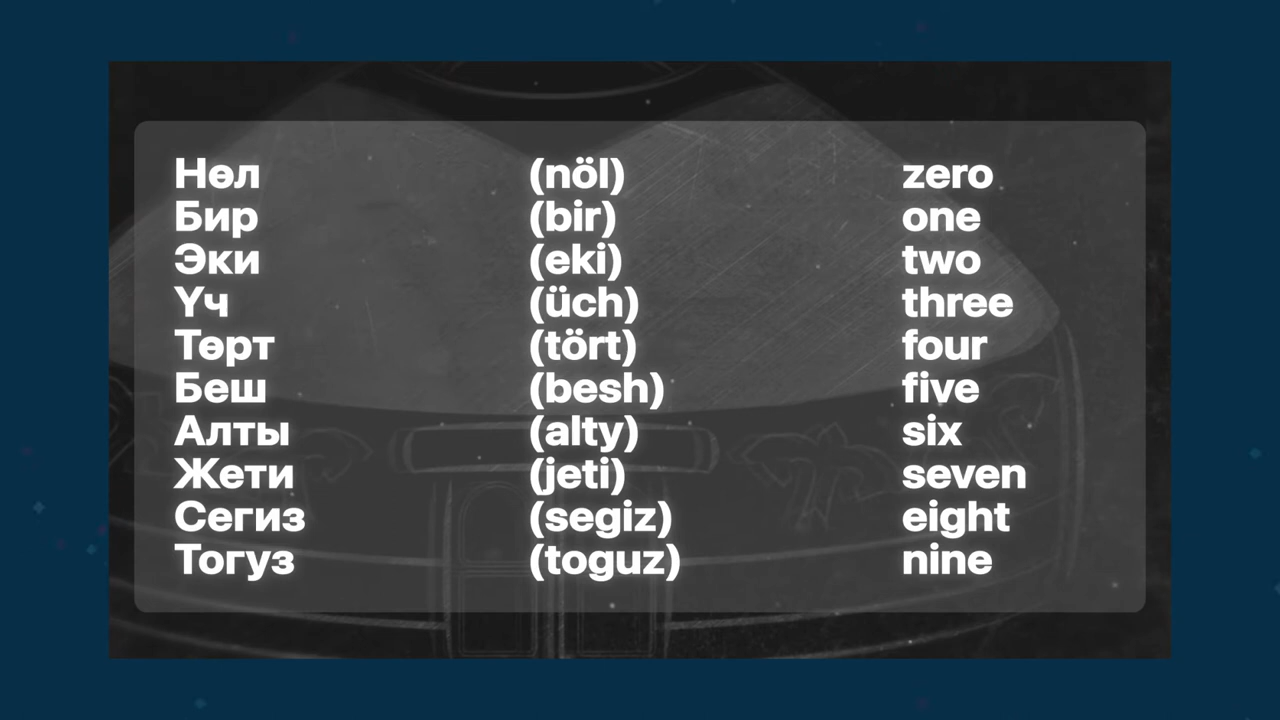 Нөл (nöl) zero
Бир (bir) one
Эки (eki) two
Үч (üch) three
Төрт (tört) four
Беш (besh) five
Алты (alty) six
Жети (jeti) seven
Сегиз (segiz) eight
Тогуз (toguz) nine